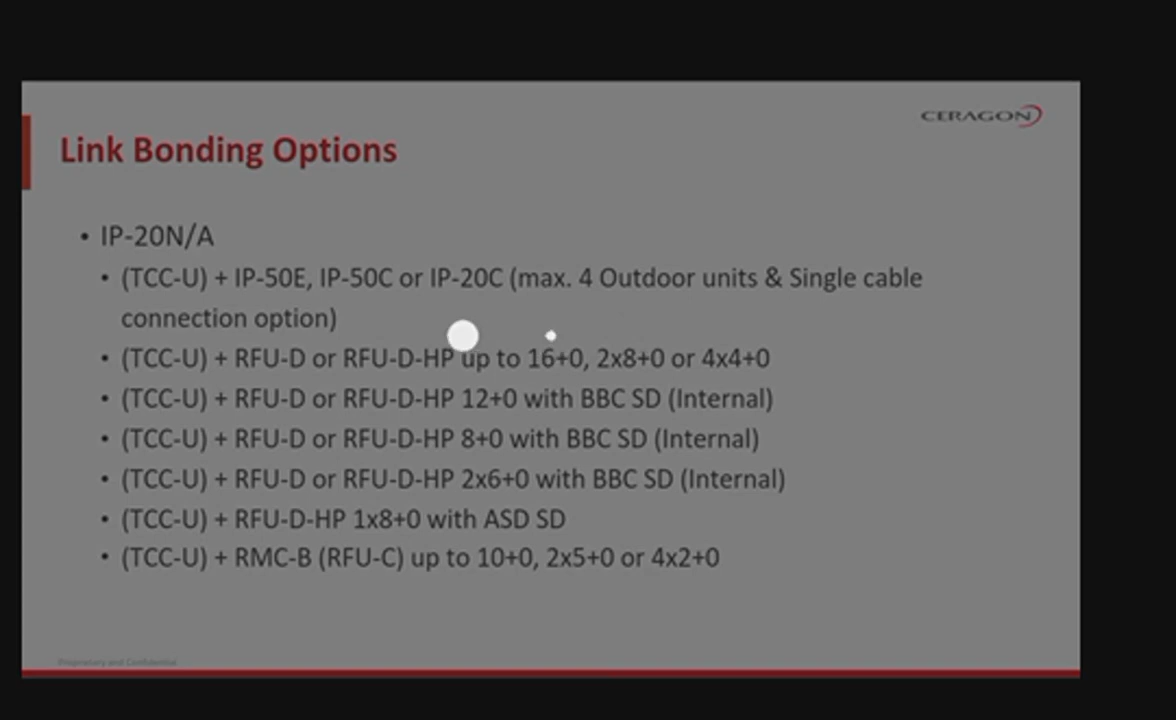 CERAGON
Link Bonding Options
• IP-20N/A
• (TCC-U) + IP-50E, IP-50C or IP-20C (max. 4 Outdoor units & Single cable
connection option)
• (TCC-U) + RFU-D or RFU-D-HP up to 16+0, 2x8+0 or 4x4+0
• (TCC-U) + RFU-D or RFU-D-HP 12+0 with BBC SD (Internal)
• (TCC-U) + RFU-D or RFU-D-HP 8+0 with BBC SD (Internal)
• (TCC-U) + RFU-D or RFU-D-HP 2x6+0 with BBC SD (Internal)
• (TCC-U) + RFU-D-HP 1x8+0 with ASD SD
• (TCC-U) + RMC-B (RFU-C) up to 10+0, 2x5+0 or 4x2+0
Proprietary and Confidential